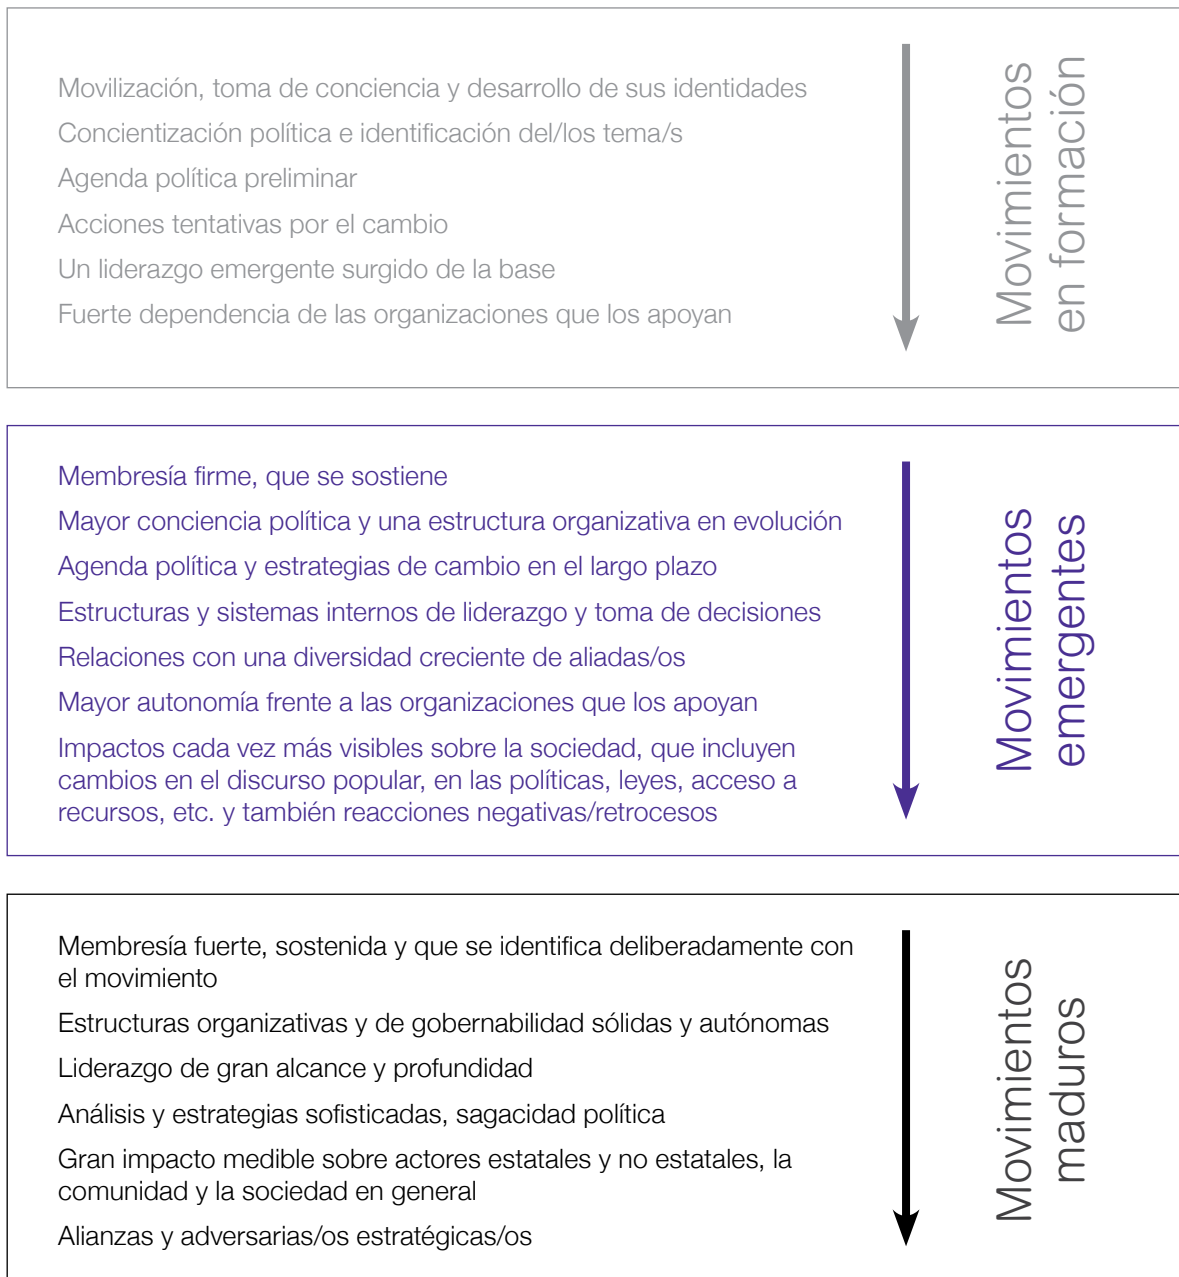 Movilización, toma de conciencia y desarrollo de sus identidades
Concientización política e identificación del/los tema/s
Agenda política preliminar
Acciones tentativas por el cambio
Un liderazgo emergente surgido de la base
Fuerte dependencia de las organizaciones que los apoyan
Movimientos
en formación
Membresía firme, que se sostiene
Mayor conciencia política y una estructura organizativa en evolución
Agenda política y estrategias de cambio en el largo plazo
Estructuras y sistemas internos de liderazgo y toma de decisiones
Relaciones con una diversidad creciente de aliadas/os
Mayor autonomía frente a las organizaciones que los apoyan
Impactos cada vez más visibles sobre la sociedad, que incluyen
cambios en el discurso popular, en las políticas, leyes, acceso a
recursos, etc. y también reacciones negativas/retrocesos
Movimientos
emergentes
Membresía fuerte, sostenida y que se identifica deliberadamente con
el movimiento
Estructuras organizativas y de gobernabilidad sólidas y autónomas
Liderazgo de gran alcance y profundidad
Análisis y estrategias sofisticadas, sagacidad política
Gran impacto medible sobre actores estatales y no estatales, la
comunidad y la sociedad en general
Alianzas y adversarias/os estratégicas/os
Movimientos
maduros